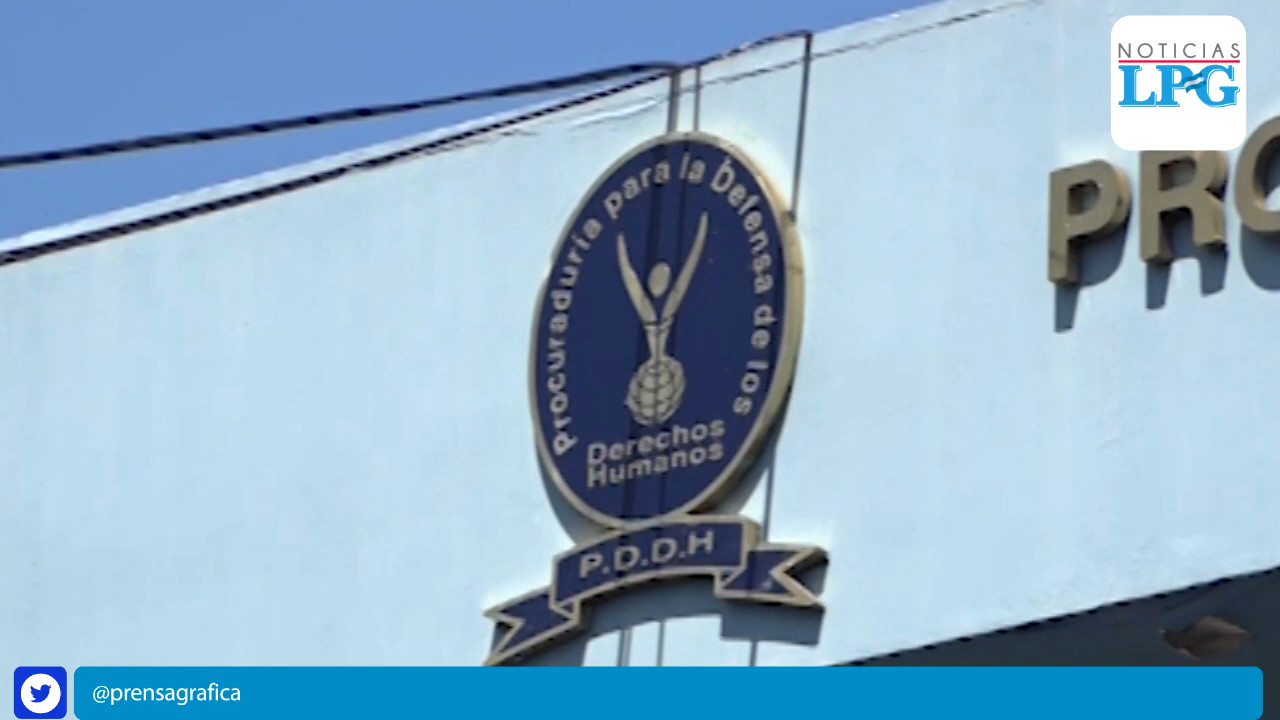 NOTICIAS
LPG
PRO
Procuraduría para la Defensa de los
Derechos
Humanos
P.D.D.H
@prensagrafica